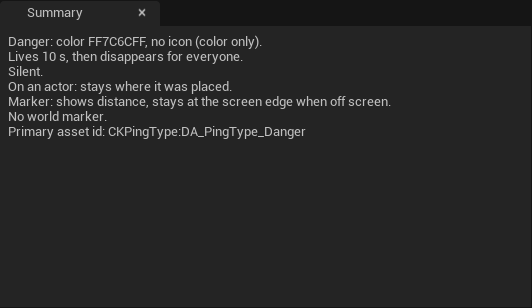 Summary
Danger: color FF7C6CFF, no icon (color only).
Lives 10 s, then disappears for everyone.
Silent.
On an actor: stays where it was placed.
Marker: shows distance, stays at the screen edge when off screen.
No world marker.
Primary asset id: CKPingType:DA_PingType_Danger